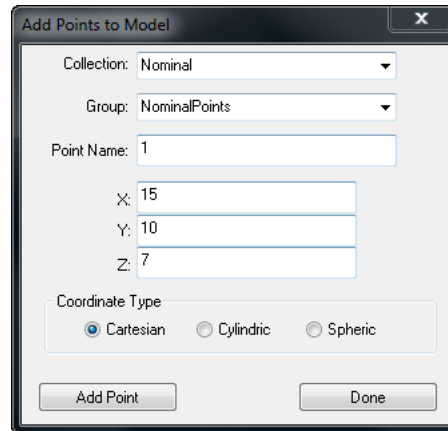 Add Points to Model
Collection: Nominal
Group: NominalPoints
Point Name: 1
X: 15
Y: 10
Z: 7
Coordinate Type
Cartesian Cylindric Spheric
Add Point Done